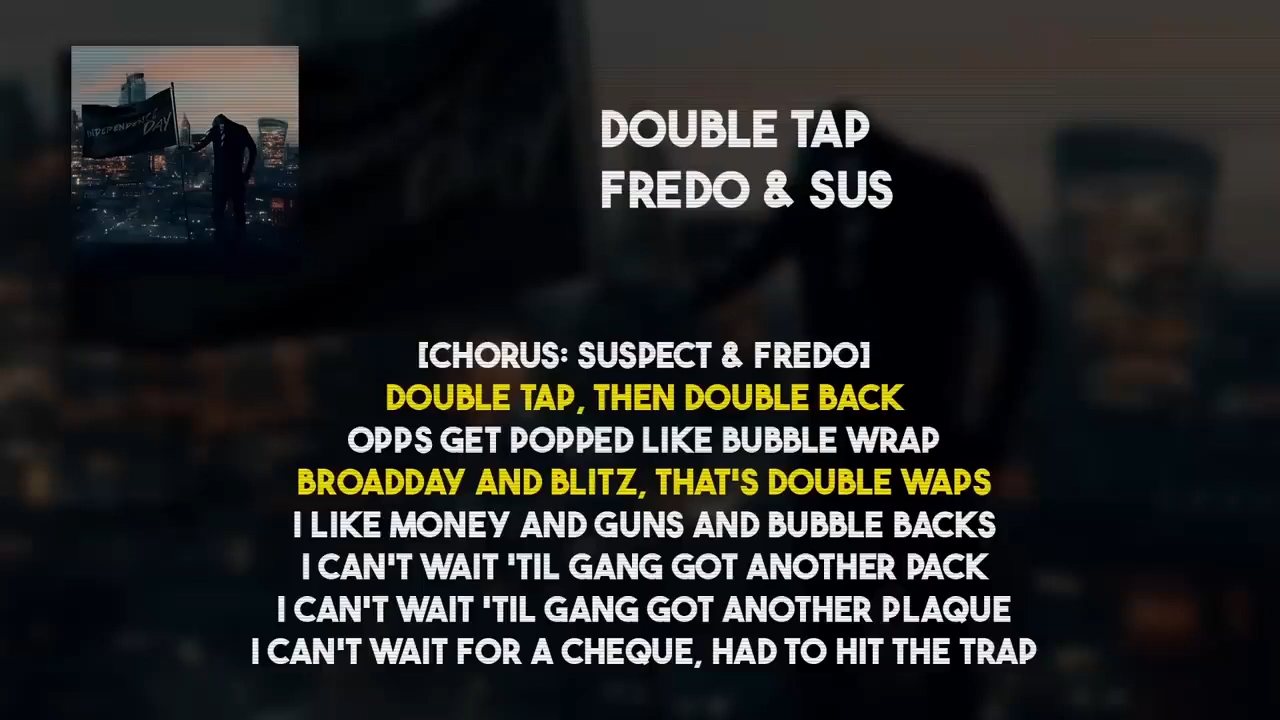 INDEPENDENCE DAY
DOUBLE TAP
FREDO & SUS
[CHORUS: SUSPECT & FREDO]
DOUBLE TAP, THEN DOUBLE BACK
OPPS GET POPPED LIKE BUBBLE WRAP
BROADDAY AND BLITZ, THAT'S DOUBLE WAPS
I LIKE MONEY AND GUNS AND BUBBLE BACKS
I CAN'T WAIT 'TIL GANG GOT ANOTHER PACK
I CAN'T WAIT 'TIL GANG GOT ANOTHER PLAQUE
I CAN'T WAIT FOR A CHEQUE, HAD TO HIT THE TRAP